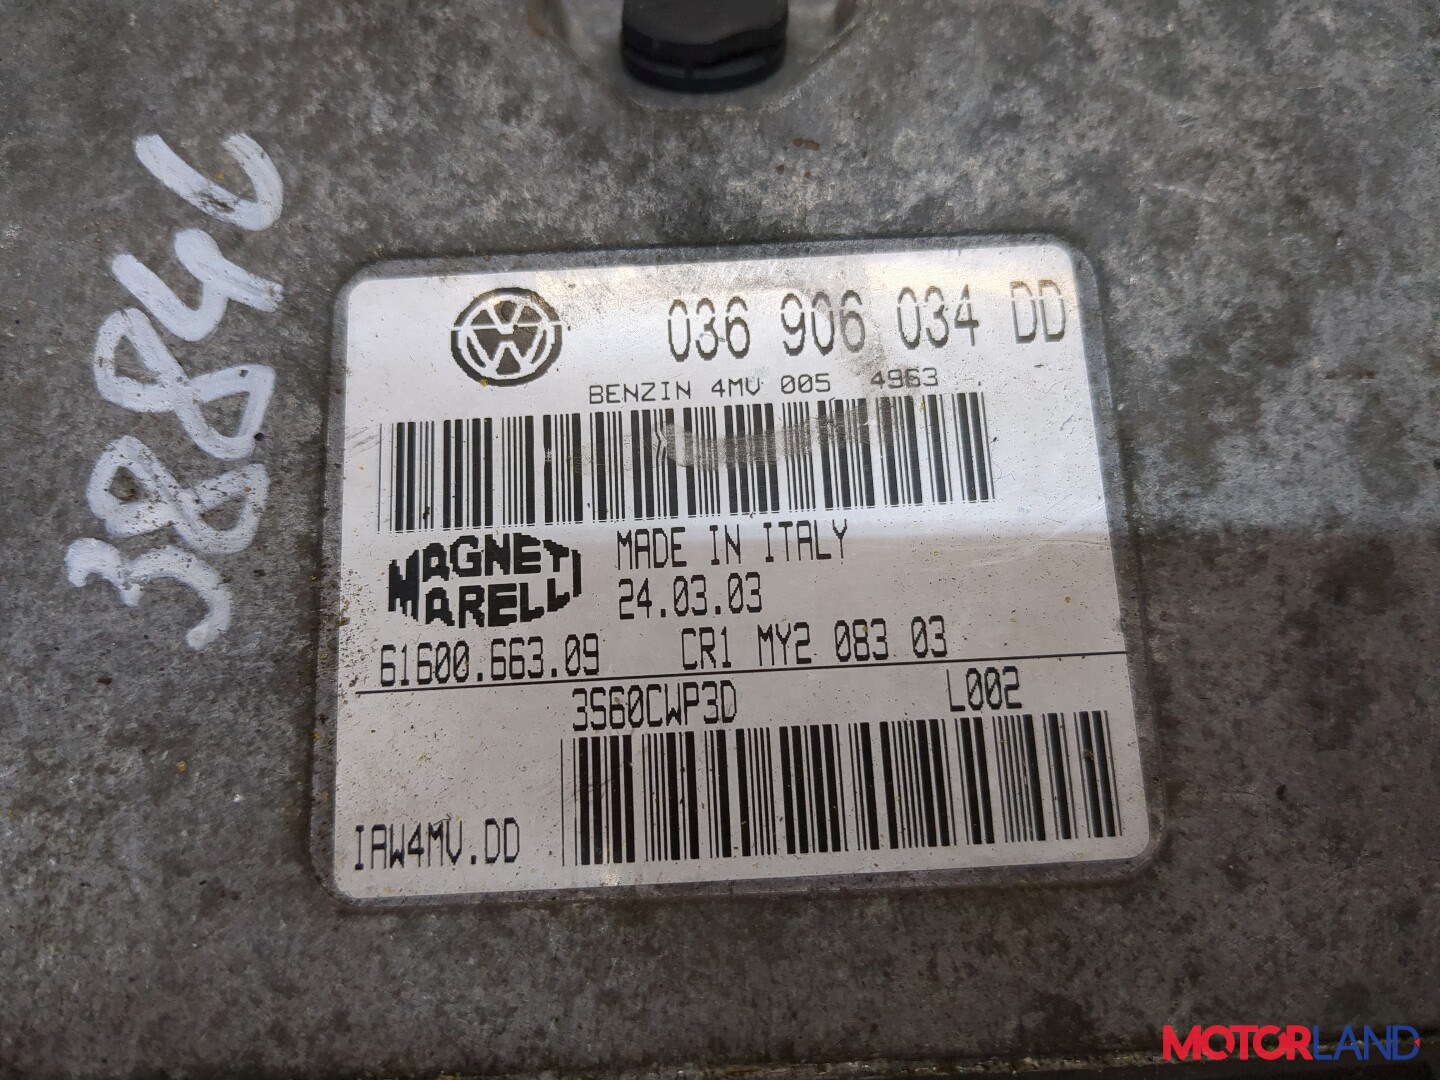 3884C
036 906 034 DD
BENZIN 4MV 005 4963
MAGNETI MARELLI
MADE IN ITALY
24.03.03
61600.663.09 CR1 MY2 083 03
3S60CWP3D L002
IAW4MV.DD
MOTORLAND